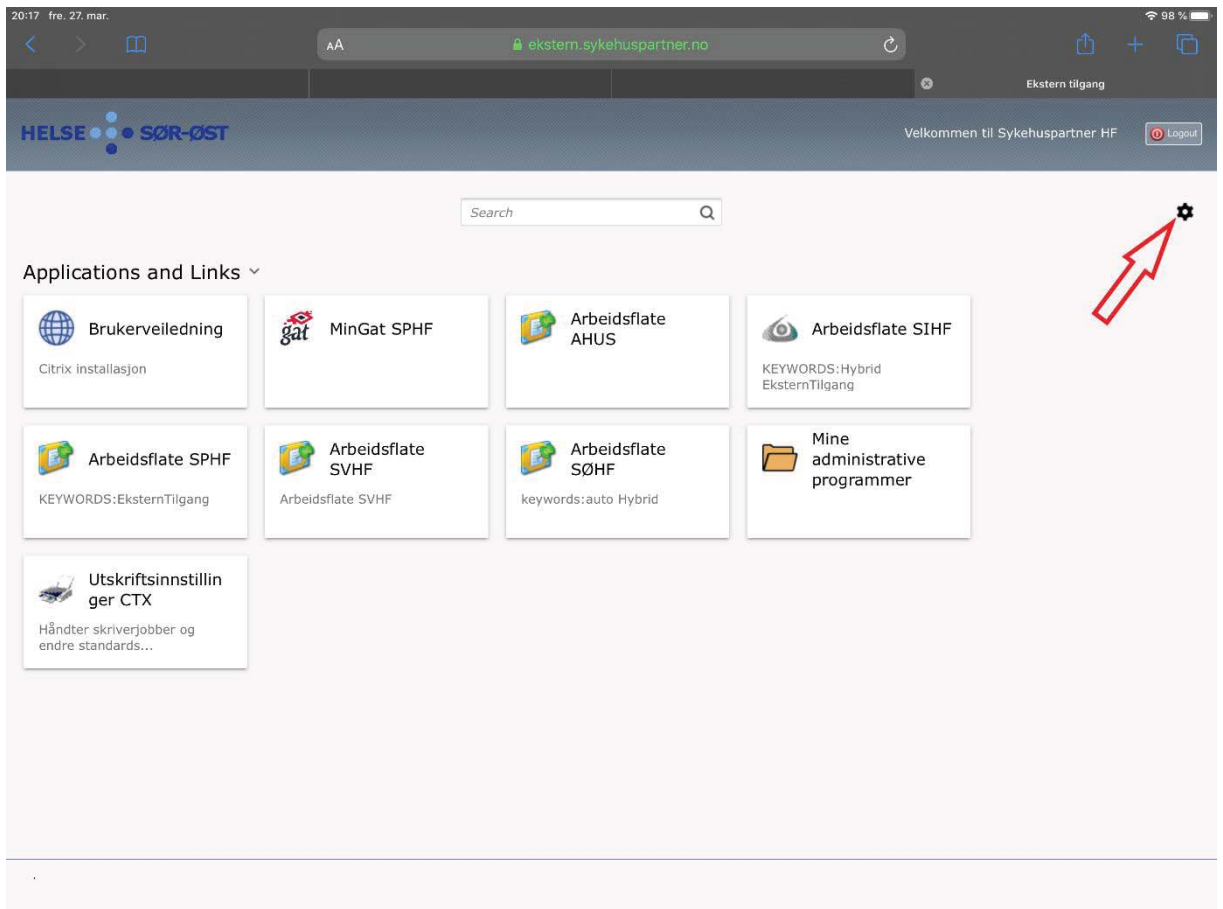 20:17 fre. 27. mar.
98 %
AA
ekstern.sykehuspartner.no
Ekstern tilgang
HELSE SØR-ØST
Velkommen til Sykehuspartner HF
Logout
Search
Applications and Links
Brukerveiledning
Citrix installasjon
gat
MinGat SPHF
Arbeidsflate
AHUS
Arbeidsflate SIHF
KEYWORDS:Hybrid
EksternTilgang
Arbeidsflate SPHF
KEYWORDS:EksternTilgang
Arbeidsflate
SVHF
Arbeidsflate SVHF
Arbeidsflate
SØHF
keywords:auto Hybrid
Mine
administrative
programmer
Utskriftsinnstillin
ger CTX
Håndter skriverjobber og
endre standards...
.